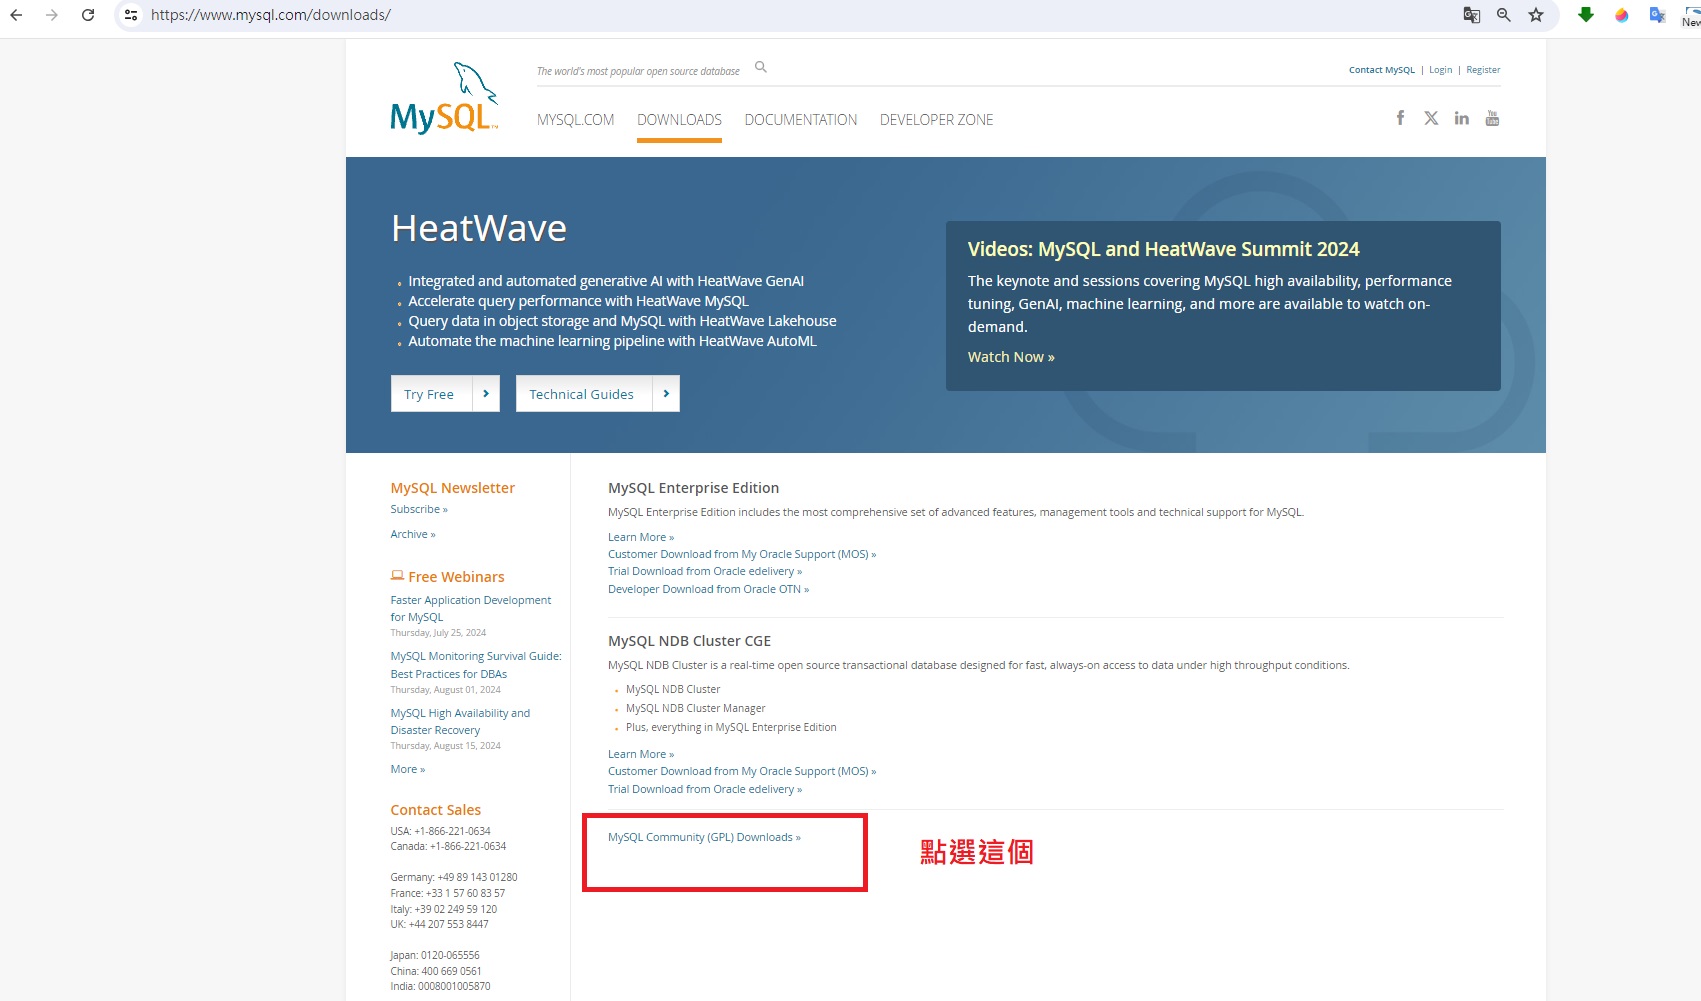 https://www.mysql.com/downloads/
New
MySQL
The world's most popular open source database
Contact MySQL | Login | Register
MYSQL.COM DOWNLOADS DOCUMENTATION DEVELOPER ZONE
HeatWave
Integrated and automated generative AI with HeatWave GenAI
Accelerate query performance with HeatWave MySQL
Query data in object storage and MySQL with HeatWave Lakehouse
Automate the machine learning pipeline with HeatWave AutoML
Try Free
Technical Guides
Videos: MySQL and HeatWave Summit 2024
The keynote and sessions covering MySQL high availability, performance
tuning, GenAI, machine learning, and more are available to watch on-
demand.
Watch Now »
MySQL Newsletter
Subscribe »
Archive »
Free Webinars
Faster Application Development
for MySQL
Thursday, July 25, 2024
MySQL Monitoring Survival Guide:
Best Practices for DBAs
Thursday, August 01, 2024
MySQL High Availability and
Disaster Recovery
Thursday, August 15, 2024
More »
Contact Sales
USA: +1-866-221-0634
Canada: +1-866-221-0634
Germany: +49 89 143 01280
France: +33 1 57 60 83 57
Italy: +39 02 249 59 120
UK: +44 207 553 8447
Japan: 0120-065556
China: 400 669 0561
India: 0008001005870
MySQL Enterprise Edition
MySQL Enterprise Edition includes the most comprehensive set of advanced features, management tools and technical support for MySQL.
Learn More »
Customer Download from My Oracle Support (MOS) »
Trial Download from Oracle edelivery »
Developer Download from Oracle OTN »
MySQL NDB Cluster CGE
MySQL NDB Cluster is a real-time open source transactional database designed for fast, always-on access to data under high throughput conditions.
MySQL NDB Cluster
MySQL NDB Cluster Manager
Plus, everything in MySQL Enterprise Edition
Learn More »
Customer Download from My Oracle Support (MOS) »
Trial Download from Oracle edelivery »
MySQL Community (GPL) Downloads »
點選這個